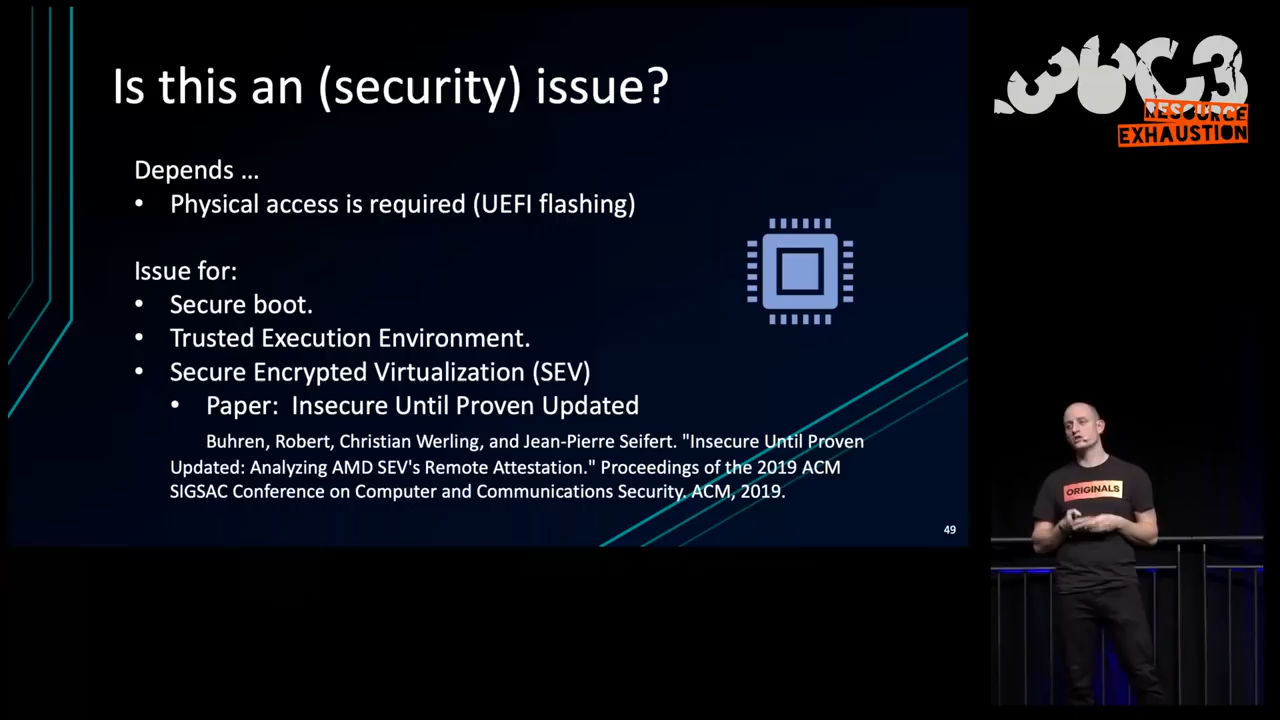 Is this an (security) issue?
Depends ...
• Physical access is required (UEFI flashing)
Issue for:
• Secure boot.
• Trusted Execution Environment.
• Secure Encrypted Virtualization (SEV)
• Paper: Insecure Until Proven Updated
Buhren, Robert, Christian Werling, and Jean-Pierre Seifert. "Insecure Until Proven
Updated: Analyzing AMD SEV's Remote Attestation." Proceedings of the 2019 ACM
SIGSAC Conference on Computer and Communications Security. ACM, 2019.
49
36C3
RESOURCE
EXHAUSTION
ORIGINALS